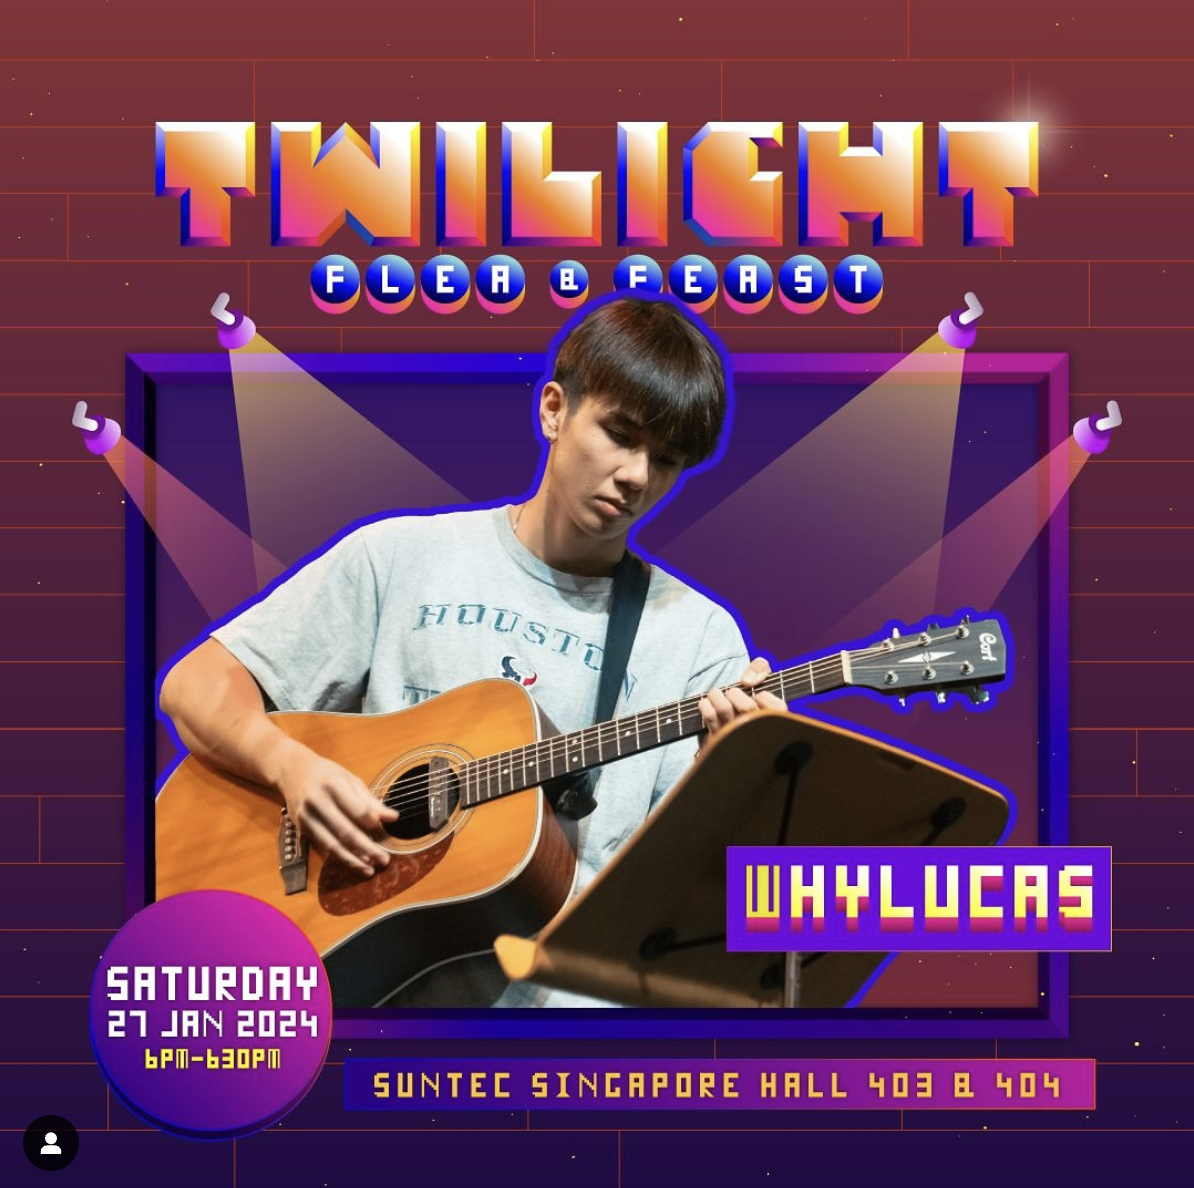 TWILIGHT
FLEA & FEAST
HOUSTON
Cort
WHYLUCAS
SATURDAY
27 JAN 2024
6PM-630PM
SUNTEC SINGAPORE HALL 403 & 404